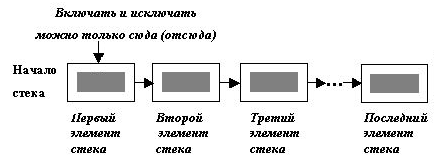 Включать и исключать
можно только сюда (отсюда)
Начало
стека
Первый
элемент
стека
Второй
элемент
стека
Третий
элемент
стека
Последний
элемент
стека